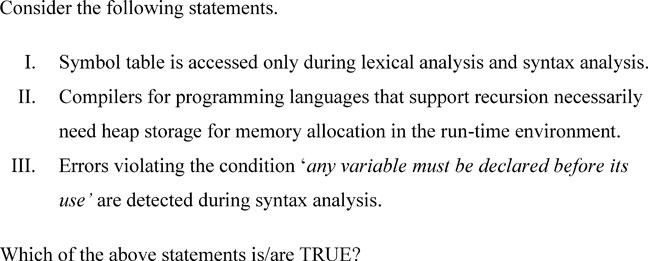 Consider the following statements.
I. Symbol table is accessed only during lexical analysis and syntax analysis.
II. Compilers for programming languages that support recursion necessarily
need heap storage for memory allocation in the run-time environment.
III. Errors violating the condition ‘any variable must be declared before its
use’ are detected during syntax analysis.
Which of the above statements is/are TRUE?